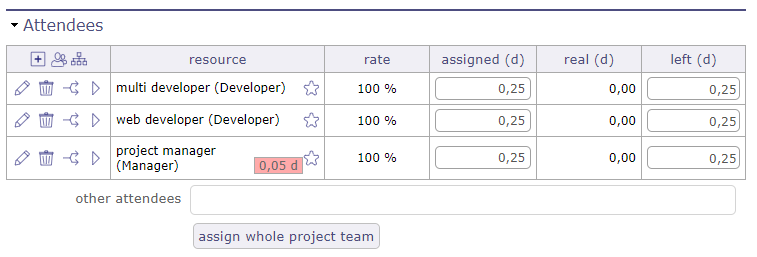 Attendees
resource rate assigned (d) real (d) left (d)
multi developer (Developer) 100 % 0,25 0,00 0,25
web developer (Developer) 100 % 0,25 0,00 0,25
project manager
(Manager) 0,05 d 100 % 0,25 0,00 0,25
other attendees
assign whole project team